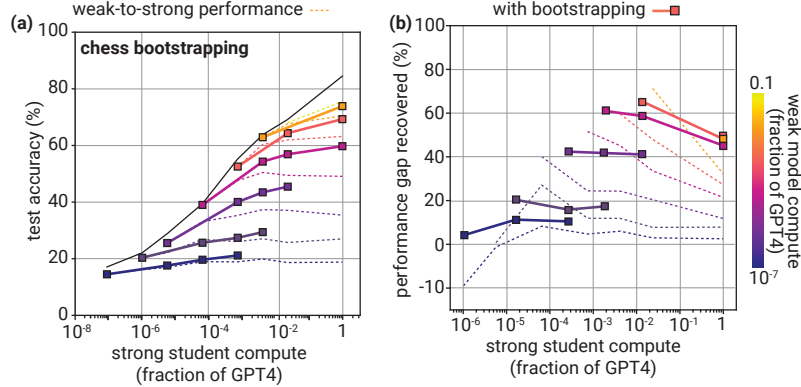 weak-to-strong performance
with bootstrapping
(a)
chess bootstrapping
test accuracy (%)
100
80
60
40
20
0
10⁻⁸
10⁻⁶
10⁻⁴
10⁻²
1
strong student compute
(fraction of GPT4)
(b)
performance gap recovered (%)
100
80
60
40
20
0
-10
10⁻⁶
10⁻⁵
10⁻⁴
10⁻³
10⁻²
10⁻¹
1
strong student compute
(fraction of GPT4)
0.1
10⁻⁷
weak model compute
(fraction of GPT4)